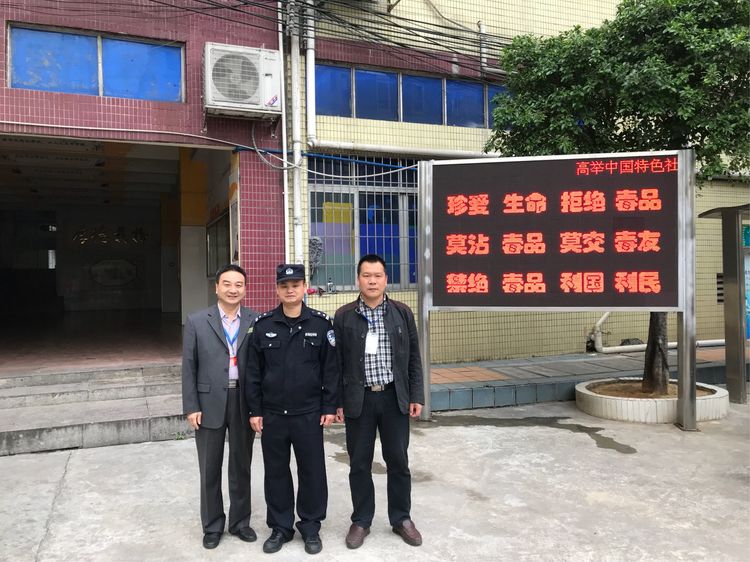 高举中国特色社
珍爱 生命 拒绝 毒品
莫沾 毒品 莫交 毒友
禁绝 毒品 利国 利民